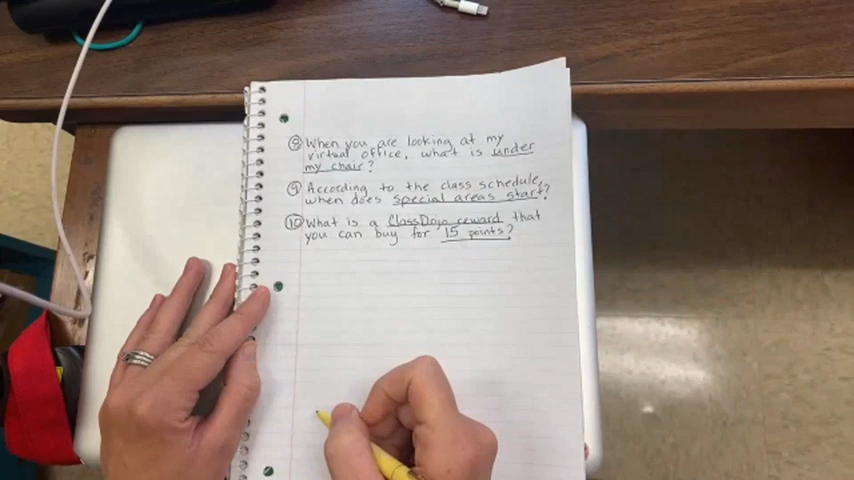 ⑧ When you are looking at my
virtual office, what is under
my chair?
⑨ According to the class schedule,
when does special areas start?
⑩ What is a ClassDojo reward that
you can buy for 15 points?